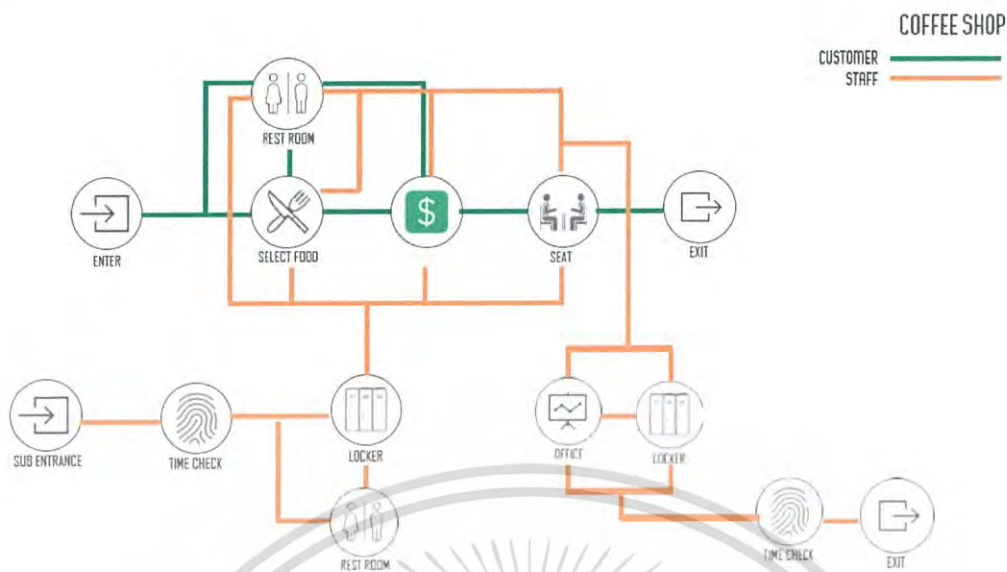 COFFEE SHOP
CUSTOMER
STAFF
REST ROOM
$
ENTER
SELECT FOOD
SEAT
EXIT
SUB ENTRANCE
TIME CHECK
LOCKER
OFFICE
LOCKER
REST ROOM
TIME CHECK
EXIT